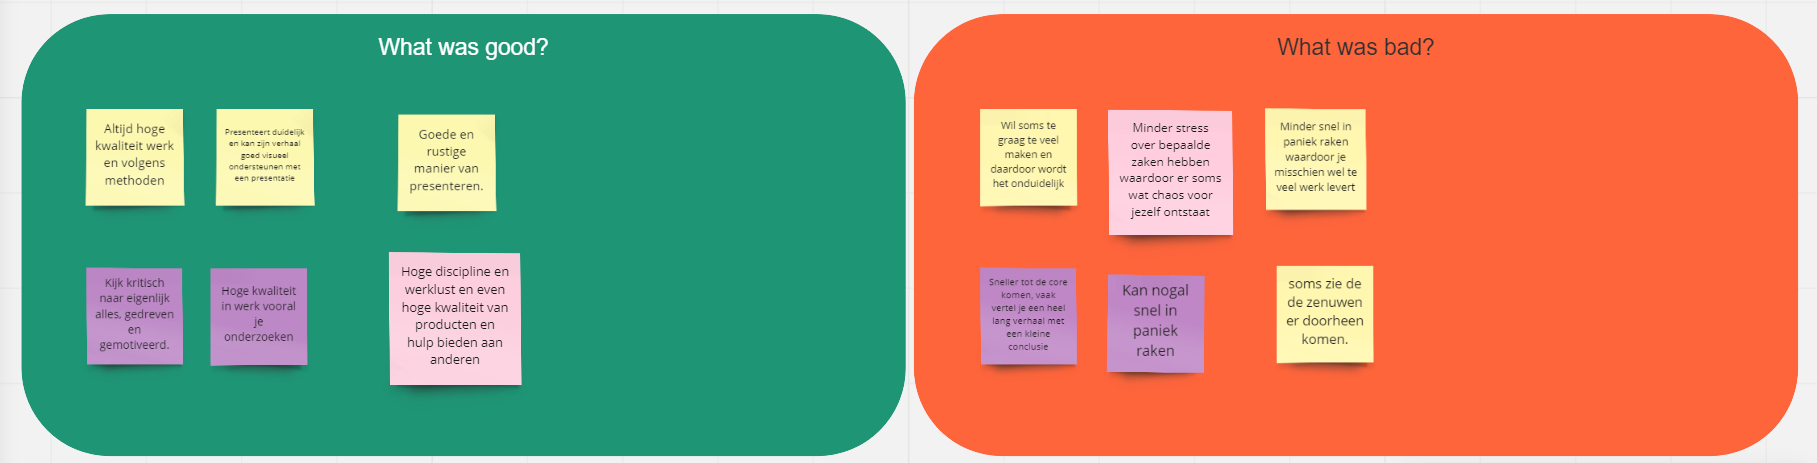 What was good?
Altijd hoge
kwaliteit werk
en volgens
methoden
Presenteert duidelijk
en kan zijn verhaal
goed visueel
ondersteunen met
een presentatie
Goede en
rustige
manier van
presenteren.
Kijk kritisch
naar eigenlijk
alles, gedreven
en
gemotiveerd.
Hoge kwaliteit
in werk vooral
je
onderzoeken
Hoge discipline en
werklust en even
hoge kwaliteit van
producten en
hulp bieden aan
anderen
What was bad?
Wil soms te
graag te veel
maken en
daardoor wordt
het onduidelijk
Minder stress
over bepaalde
zaken hebben
waardoor er soms
wat chaos voor
jezelf ontstaat
Minder snel in
paniek raken
waardoor je
misschien wel te
veel werk levert
Sneller tot de core
komen, vaak
vertel je een heel
lang verhaal met
een kleine
conclusie
Kan nogal
snel in
paniek
raken
soms zie de
de zenuwen
er doorheen
komen.